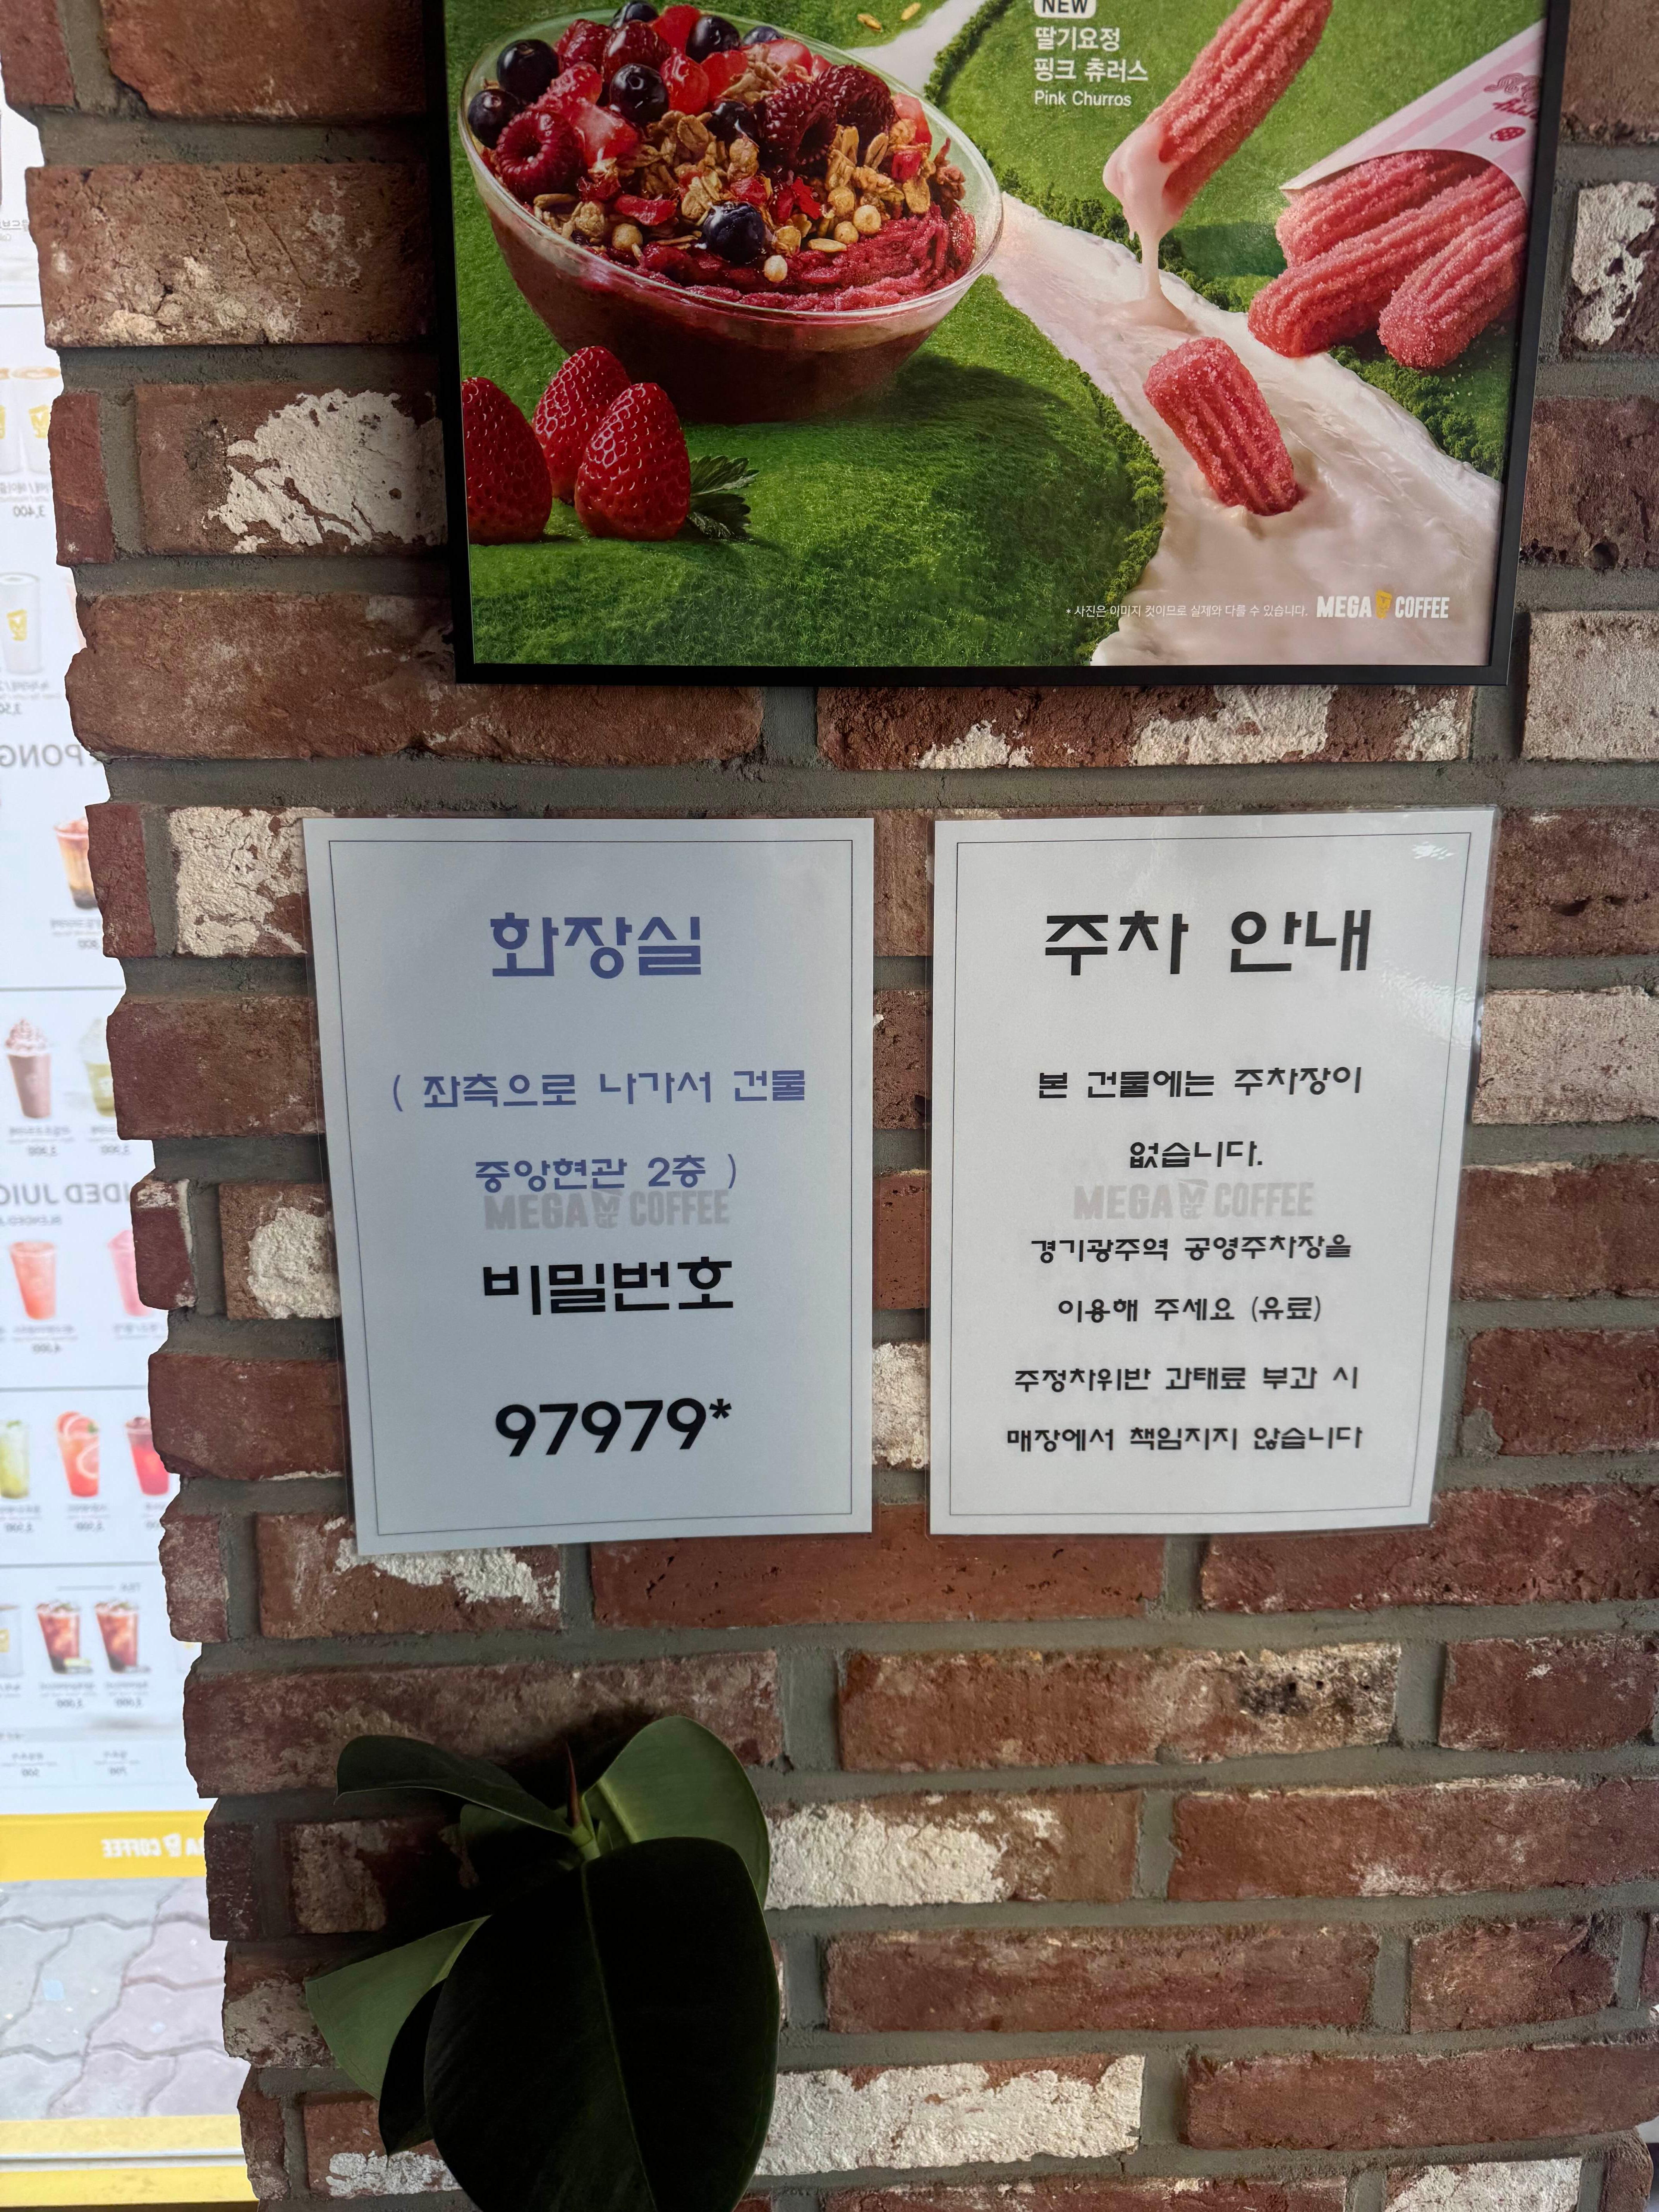 NEW
딸기요정
핑크 츄러스
Pink Churros
* 사진은 이미지 컷이므로 실제와 다를 수 있습니다. MEGA COFFEE
화장실
( 좌측으로 나가서 건물
중앙현관 2층 )
MEGA COFFEE
비밀번호
97979*
주차 안내
본 건물에는 주차장이
없습니다.
MEGA COFFEE
경기광주역 공영주차장을
이용해 주세요 (유료)
주정차위반 과태료 부과 시
매장에서 책임지지 않습니다